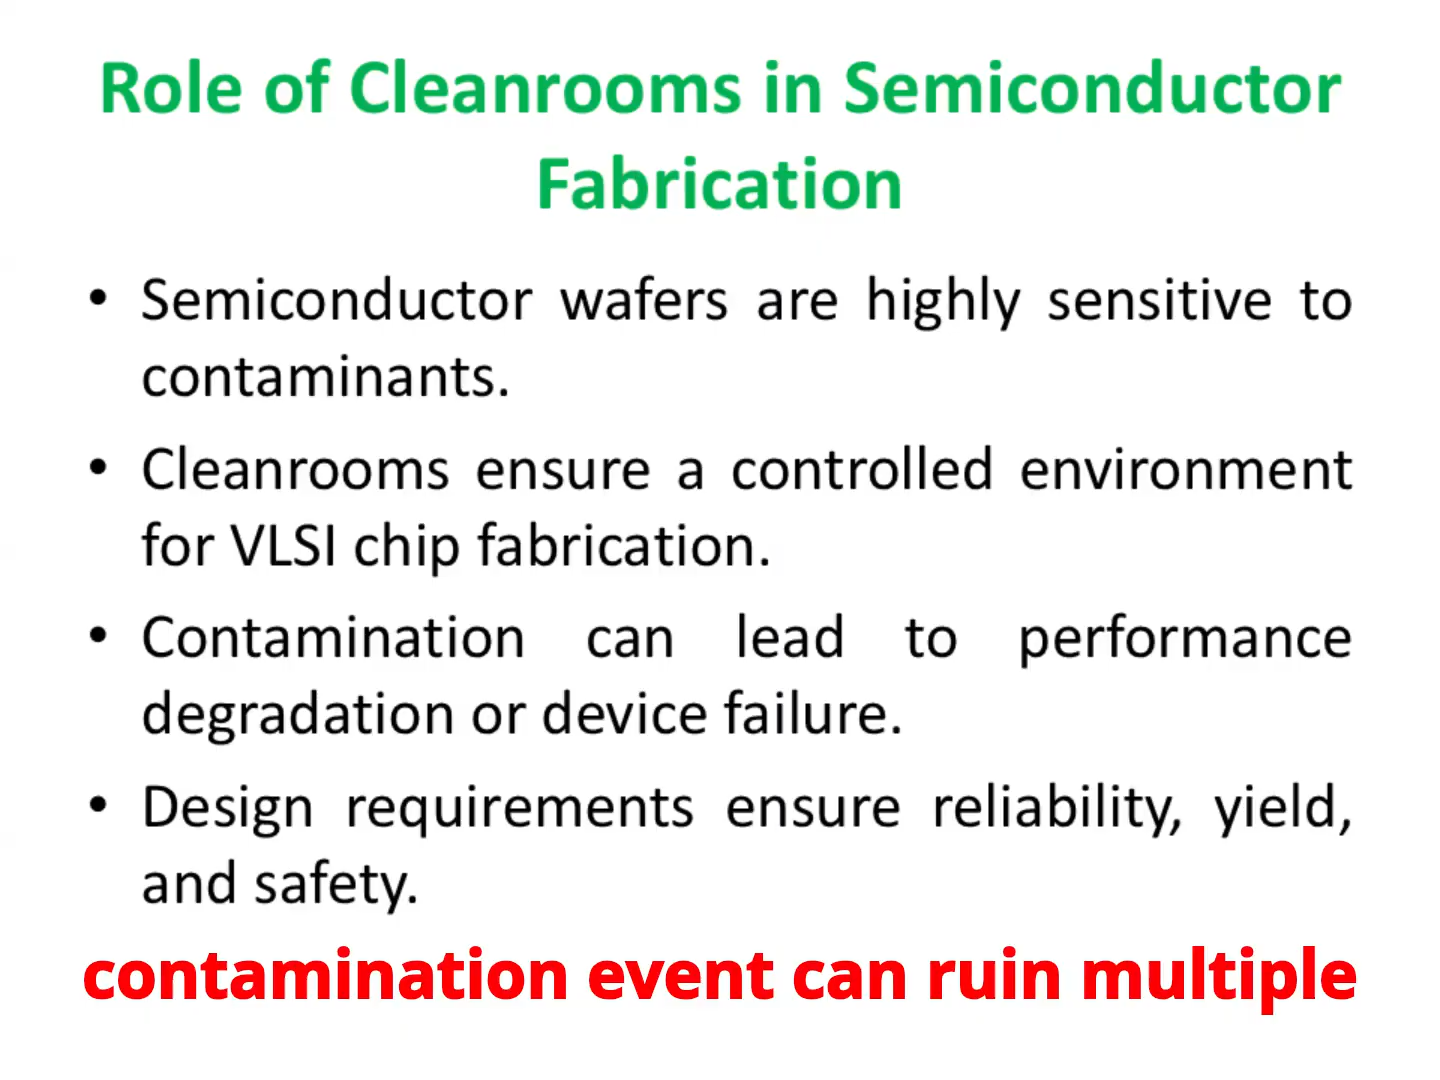 Role of Cleanrooms in Semiconductor
Fabrication
• Semiconductor wafers are highly sensitive to
contaminants.
• Cleanrooms ensure a controlled environment
for VLSI chip fabrication.
• Contamination can lead to performance
degradation or device failure.
• Design requirements ensure reliability, yield,
and safety.
contamination event can ruin multiple